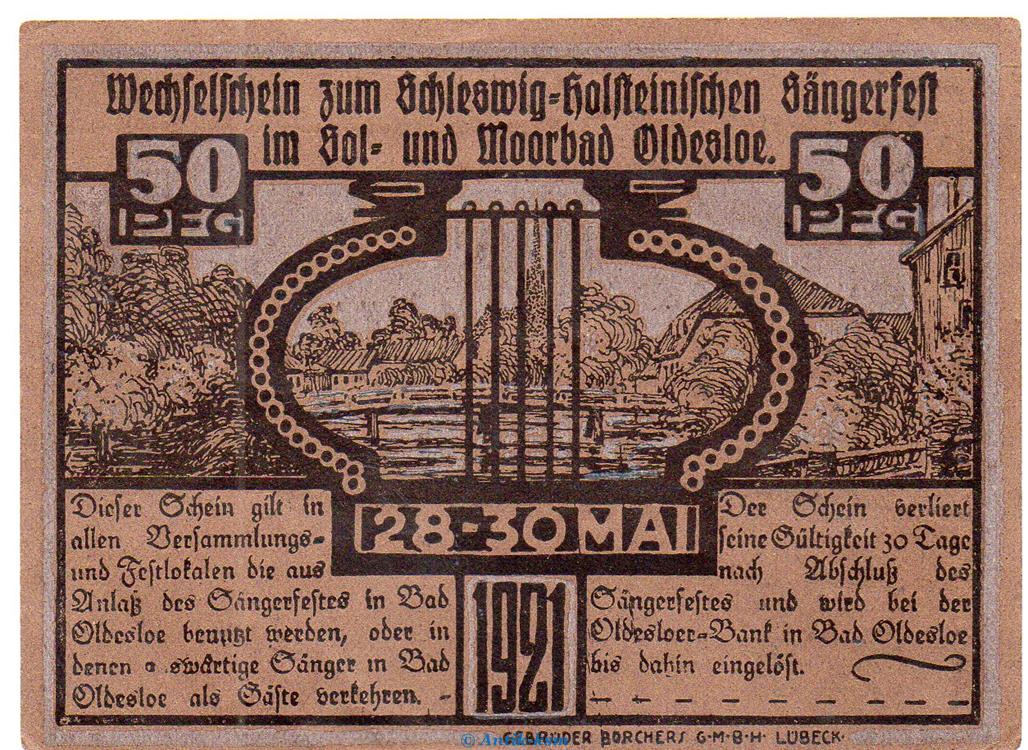 Wechselschein zum Schleswig-Holsteinischen Sängerfest
im Sol- und Moorbad Oldesloe.
50
PFG
50
PFG
28-30 MAI
1921
Dieser Schein gilt in
allen Versammlungs-
und Festlokalen die aus
Anlaß des Sängerfestes in Bad
Oldesloe benutzt werden, oder in
denen swärtige Sänger in Bad
Oldesloe als Gäste verkehren. -
Der Schein verliert
seine Gültigkeit 30 Tage
nach Abschluß des
Sängerfestes und wird bei der
Oldesloer-Bank in Bad Oldesloe
bis dahin eingelöst.
GEBRÜDER BORCHERS G·M·B·H· LÜBECK·